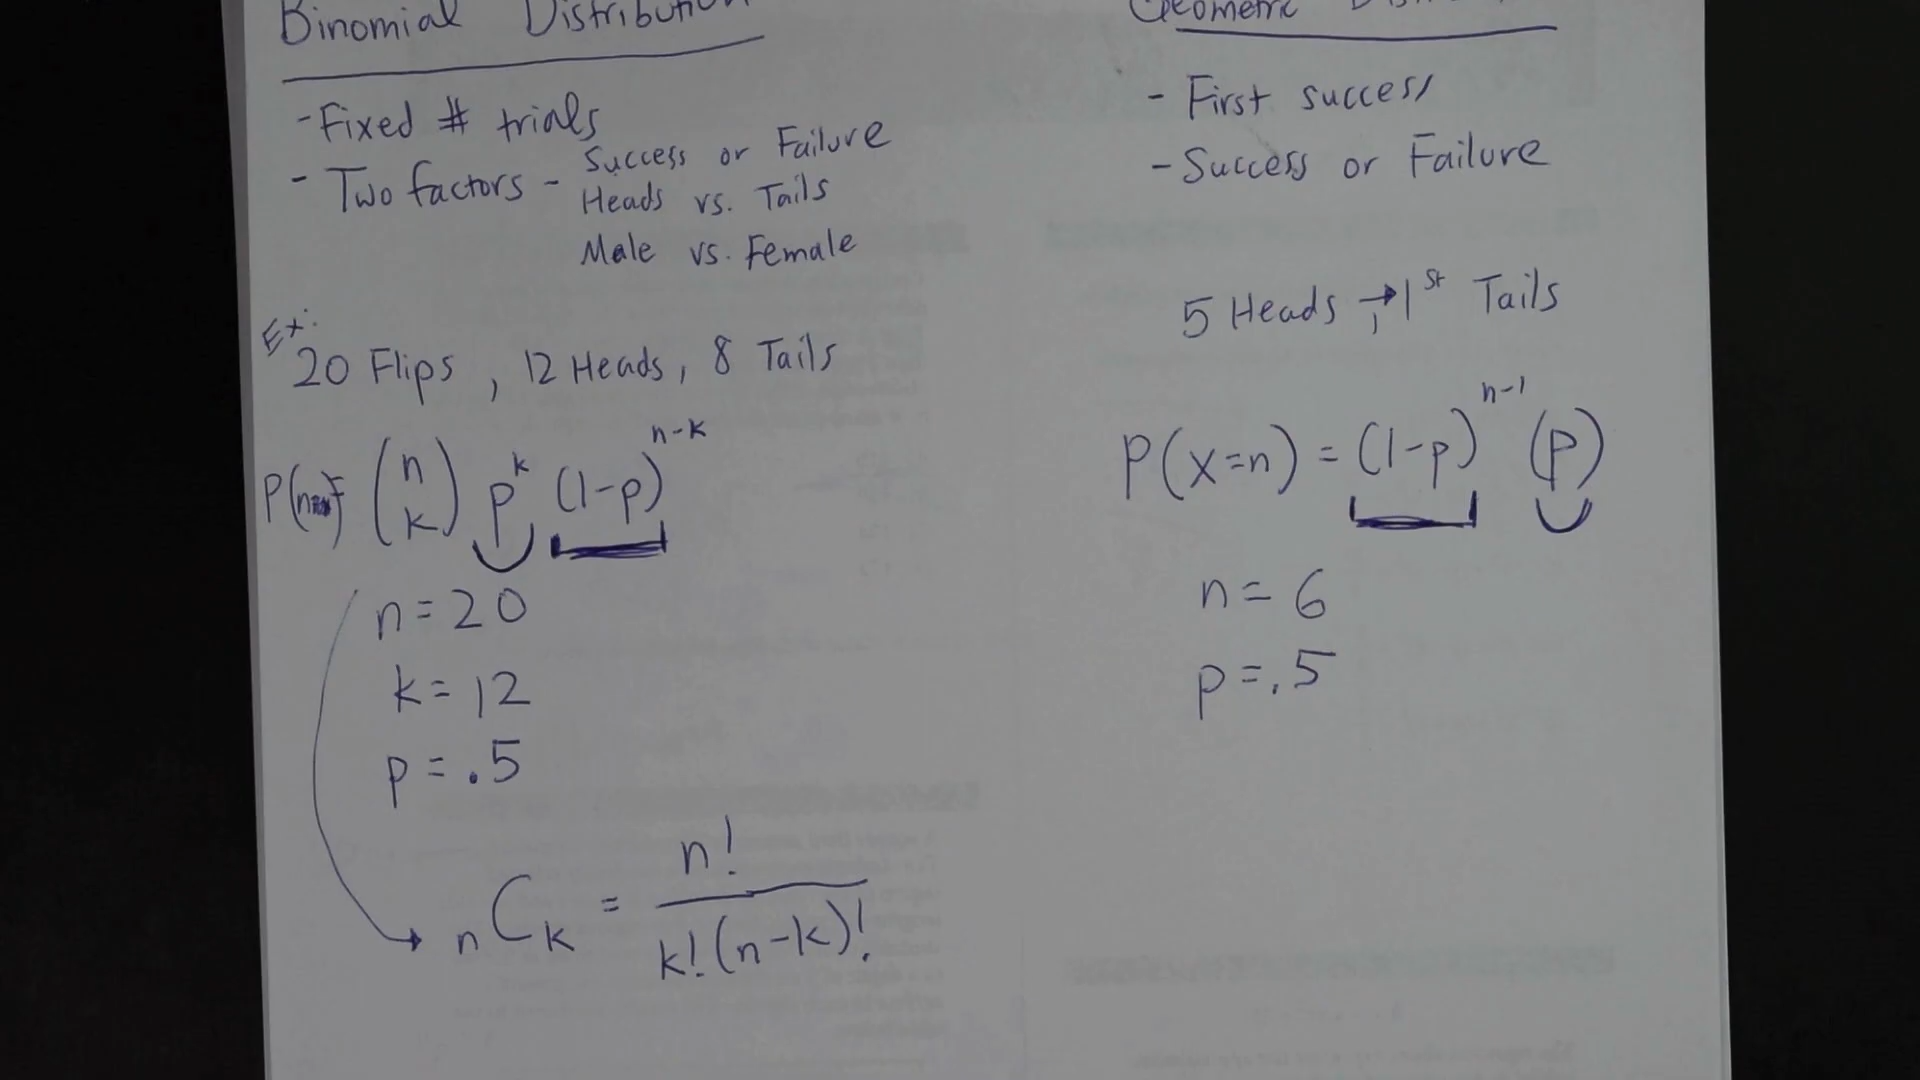 Binomial Distribution
- Fixed # trials
- Two factors - Success or Failure
Heads vs. Tails
Male vs. Female
Ex:
20 Flips, 12 Heads, 8 Tails
(n k) p^k (1-p)^n-k
n = 20
k = 12
p = .5
nCk = n! / k!(n-k)!
Geometric
- First success
- Success or Failure
5 Heads → 1st Tails
P(x=n) = (1-p)^n-1 (p)
n = 6
p = .5